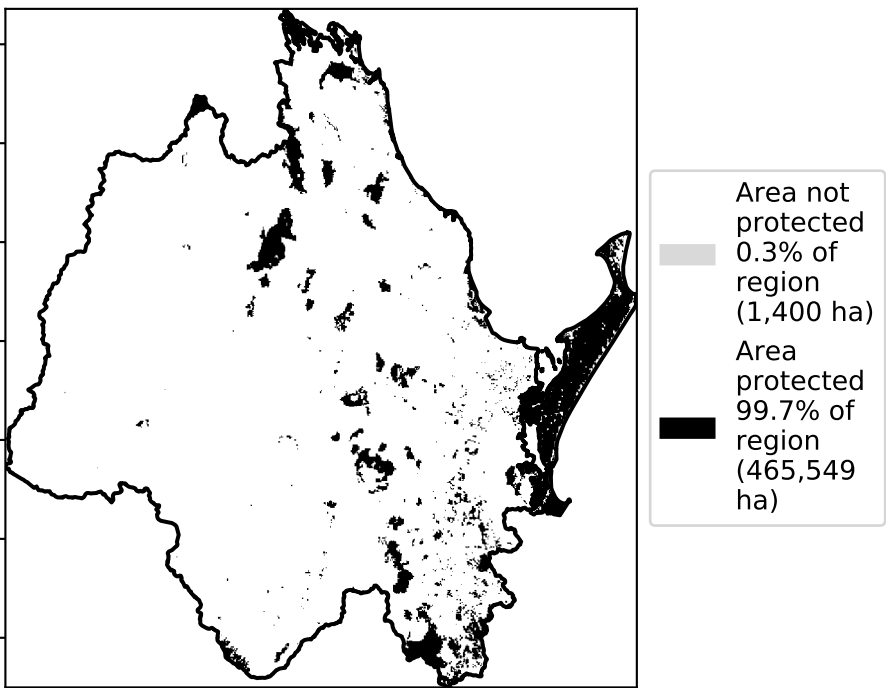 Area not
protected
0.3% of
region
(1,400 ha)
Area
protected
99.7% of
region
(465,549
ha)